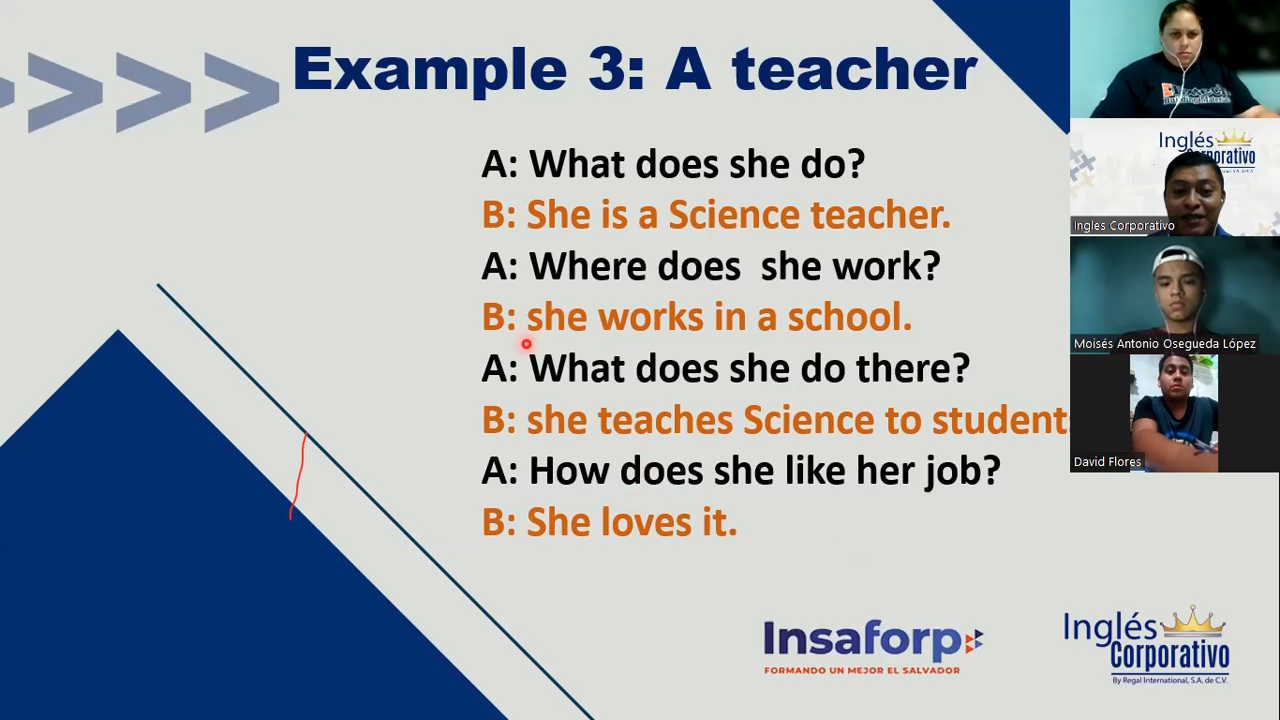 Example 3: A teacher
A: What does she do?
B: She is a Science teacher.
A: Where does  she work?
B: she works in a school.
A: What does she do there?
B: she teaches Science to student
A: How does she like her job?
B: She loves it.
Inglés
Corporativo
Ingles Corporativo
Moisés Antonio Osegueda López
David Flores
Insaforp
FORMANDO UN MEJOR EL SALVADOR
Inglés
Corporativo
By Regal International, S.A. de C.V.